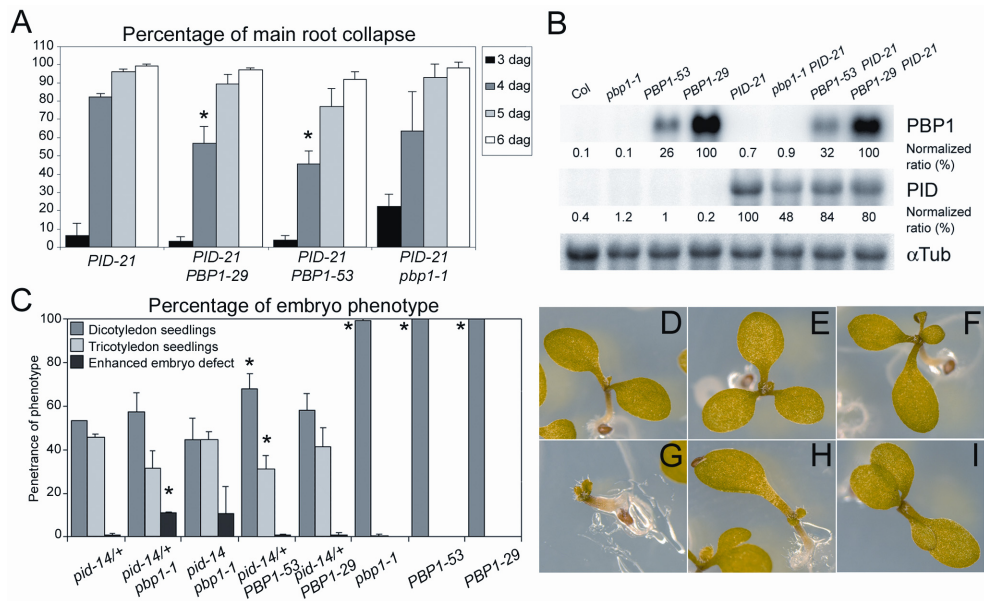 A
Percentage of main root collapse
110
100
90
80
70
60
50
40
30
20
10
0
* *
3 dag
4 dag
5 dag
6 dag
PID-21
PID-21
PBP1-29
PID-21
PBP1-53
PID-21
pbp1-1
B
Col pbp1-1 PBP1-53 PBP1-29 PID-21 pbp1-1 PID-21 PBP1-53 PID-21 PBP1-29 PID-21
PBP1
0.1 0.1 26 100 0.7 0.9 32 100 Normalized
ratio (%)
PID
0.4 1.2 1 0.2 100 48 84 80 Normalized
ratio (%)
αTub
C
Percentage of embryo phenotype
Penetrance of phenotype
100
80
60
40
20
0
Dicotyledon seedlings
Tricotyledon seedlings
Enhanced embryo defect
* * * * * *
pid-14/+
pid-14/+
pbp1-1
pid-14
pbp1-1
pid-14/+
PBP1-53
pid-14/+
PBP1-29
pbp1-1
PBP1-53
PBP1-29
D E F
G H I